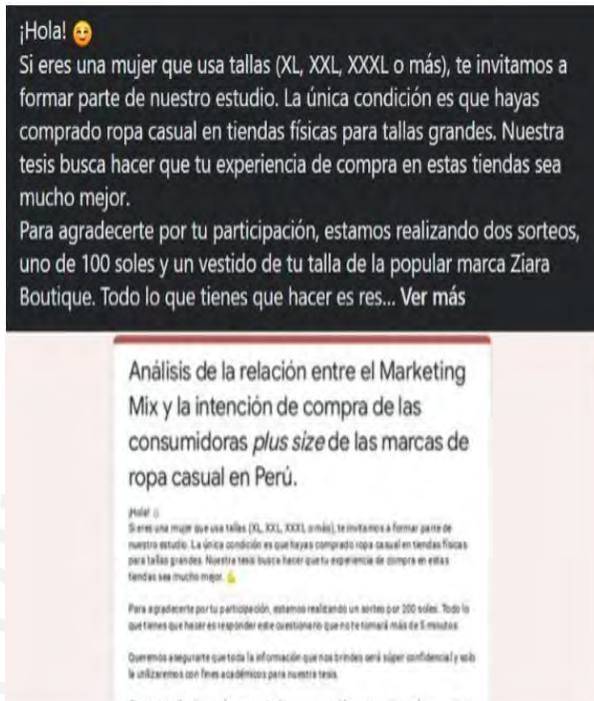 ¡Hola! 😊
Si eres una mujer que usa tallas (XL, XXL, XXXL o más), te invitamos a
formar parte de nuestro estudio. La única condición es que hayas
comprado ropa casual en tiendas físicas para tallas grandes. Nuestra
tesis busca hacer que tu experiencia de compra en estas tiendas sea
mucho mejor.
Para agradecerte por tu participación, estamos realizando dos sorteos,
uno de 100 soles y un vestido de tu talla de la popular marca Ziara
Boutique. Todo lo que tienes que hacer es res... Ver más
Análisis de la relación entre el Marketing
Mix y la intención de compra de las
consumidoras plus size de las marcas de
ropa casual en Perú.
¡Hola!
Si eres una mujer que usa tallas (XL, XXL, XXXL o más), te invitamos a formar parte de
nuestro estudio. La única condición es que hayas comprado ropa casual en tiendas físicas
para tallas grandes. Nuestra tesis busca hacer que tu experiencia de compra en estas
tiendas sea mucho mejor. 💪
Para agradecerte por tu participación, estamos realizando un sorteo por 200 soles. Todo lo
que tienes que hacer es responder este cuestionario que no te tomará más de 5 minutos.
Queremos asegurarte que toda la información que nos brindes será súper confidencial y solo
la utilizaremos con fines académicos para nuestra tesis.